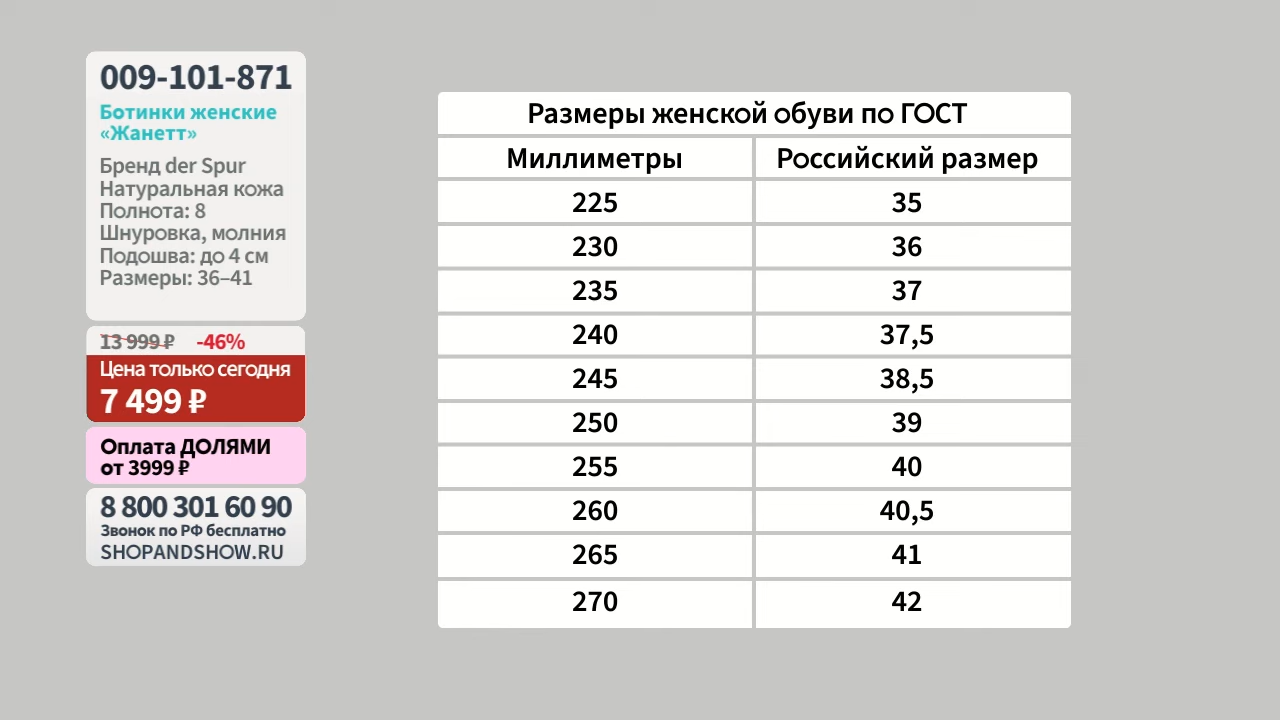 009-101-871
Ботинки женские
«Жанетт»
Бренд der Spur
Натуральная кожа
Полнота: 8
Шнуровка, молния
Подошва: до 4 см
Размеры: 36–41
13 999 ₽ -46%
Цена только сегодня
7 499 ₽
Оплата ДОЛЯМИ
от 3999 ₽
8 800 301 60 90
Звонок по РФ бесплатно
SHOPANDSHOW.RU
Размеры женской обуви по ГОСТ
Миллиметры Российский размер
225 35
230 36
235 37
240 37,5
245 38,5
250 39
255 40
260 40,5
265 41
270 42